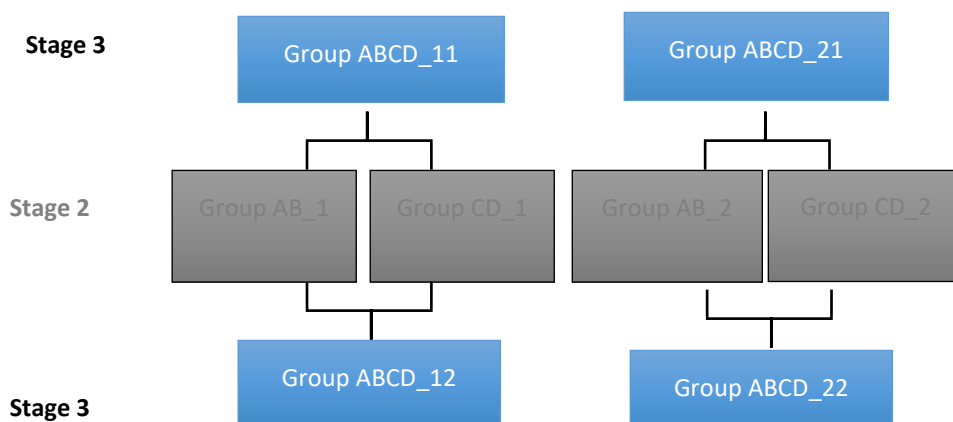 Stage 3
Group ABCD_11
Group ABCD_21
Stage 2
Group AB_1
Group CD_1
Group AB_2
Group CD_2
Group ABCD_12
Group ABCD_22
Stage 3